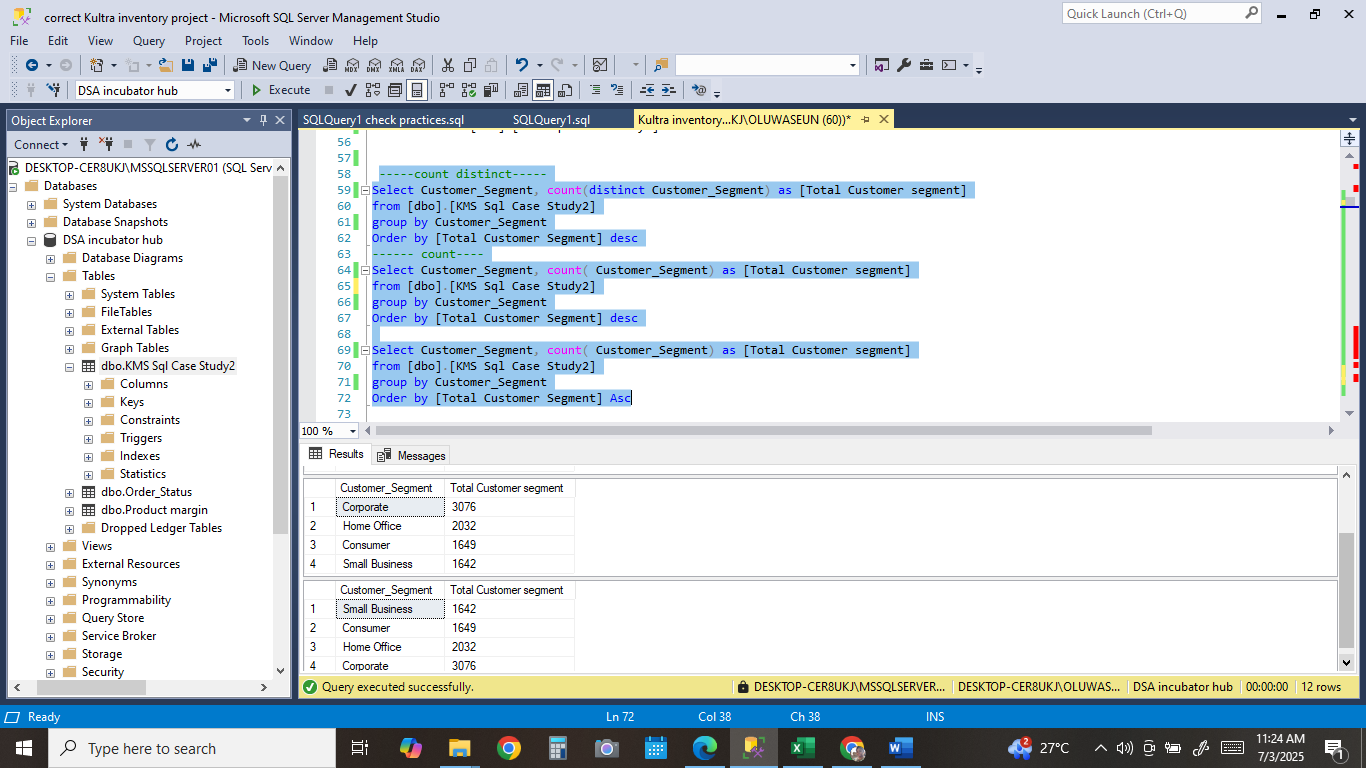 correct Kultra inventory project - Microsoft SQL Server Management Studio
Quick Launch (Ctrl+Q)
File Edit View Query Project Tools Window Help
New Query MDX DMX XMLA DAX
DSA incubator hub Execute
Object Explorer
Connect
DESKTOP-CER8UKJ\MSSQLSERVER01 (SQL Serv
Databases
System Databases
Database Snapshots
DSA incubator hub
Database Diagrams
Tables
System Tables
FileTables
External Tables
Graph Tables
dbo.KMS Sql Case Study2
Columns
Keys
Constraints
Triggers
Indexes
Statistics
dbo.Order_Status
dbo.Product margin
Dropped Ledger Tables
Views
External Resources
Synonyms
Programmability
Query Store
Service Broker
Storage
Security
SQLQuery1 check practices.sql SQLQuery1.sql Kultra inventory...KJ\OLUWASEUN (60))*
56
57
58 -----count distinct-----
59 Select Customer_Segment, count(distinct Customer_Segment) as [Total Customer segment]
60 from [dbo].[KMS Sql Case Study2]
61 group by Customer_Segment
62 Order by [Total Customer Segment] desc
63 ------ count----
64 Select Customer_Segment, count( Customer_Segment) as [Total Customer segment]
65 from [dbo].[KMS Sql Case Study2]
66 group by Customer_Segment
67 Order by [Total Customer Segment] desc
68
69 Select Customer_Segment, count( Customer_Segment) as [Total Customer segment]
70 from [dbo].[KMS Sql Case Study2]
71 group by Customer_Segment
72 Order by [Total Customer Segment] Asc
73
100 %
Results Messages
Customer_Segment Total Customer segment
1 Corporate 3076
2 Home Office 2032
3 Consumer 1649
4 Small Business 1642
Customer_Segment Total Customer segment
1 Small Business 1642
2 Consumer 1649
3 Home Office 2032
4 Corporate 3076
Query executed successfully. DESKTOP-CER8UKJ\MSSQLSERVER... DESKTOP-CER8UKJ\OLUWAS... DSA incubator hub 00:00:00 12 rows
Ready Ln 72 Col 38 Ch 38 INS
Type here to search
2 27°C 11:24 AM
7/3/2025 1